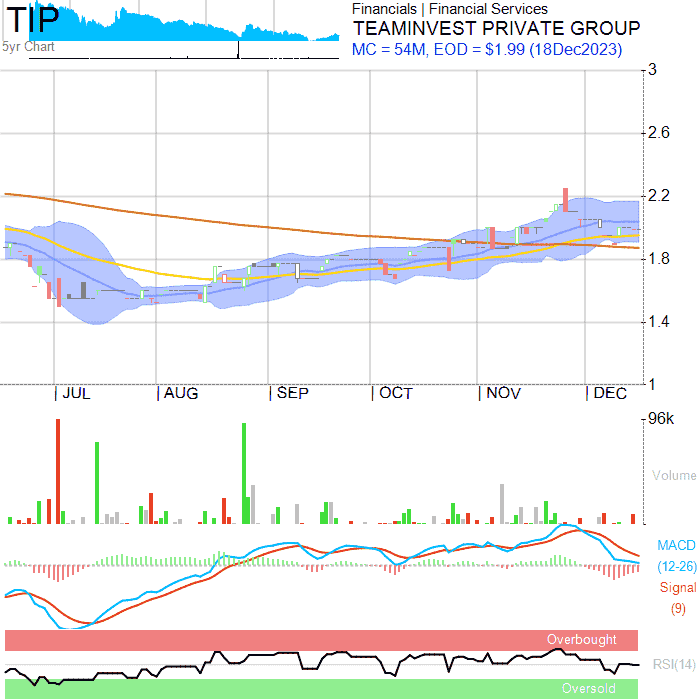 TIP
5yr Chart
Financials | Financial Services
TEAMINVEST PRIVATE GROUP
MC = 54M, EOD = $1.99 (18Dec2023)
3
2.6
2.2
1.8
1.4
1
| JUL | AUG | SEP | OCT | NOV | DEC
96k
Volume
MACD
(12-26)
Signal
(9)
Overbought
RSI(14)
Oversold